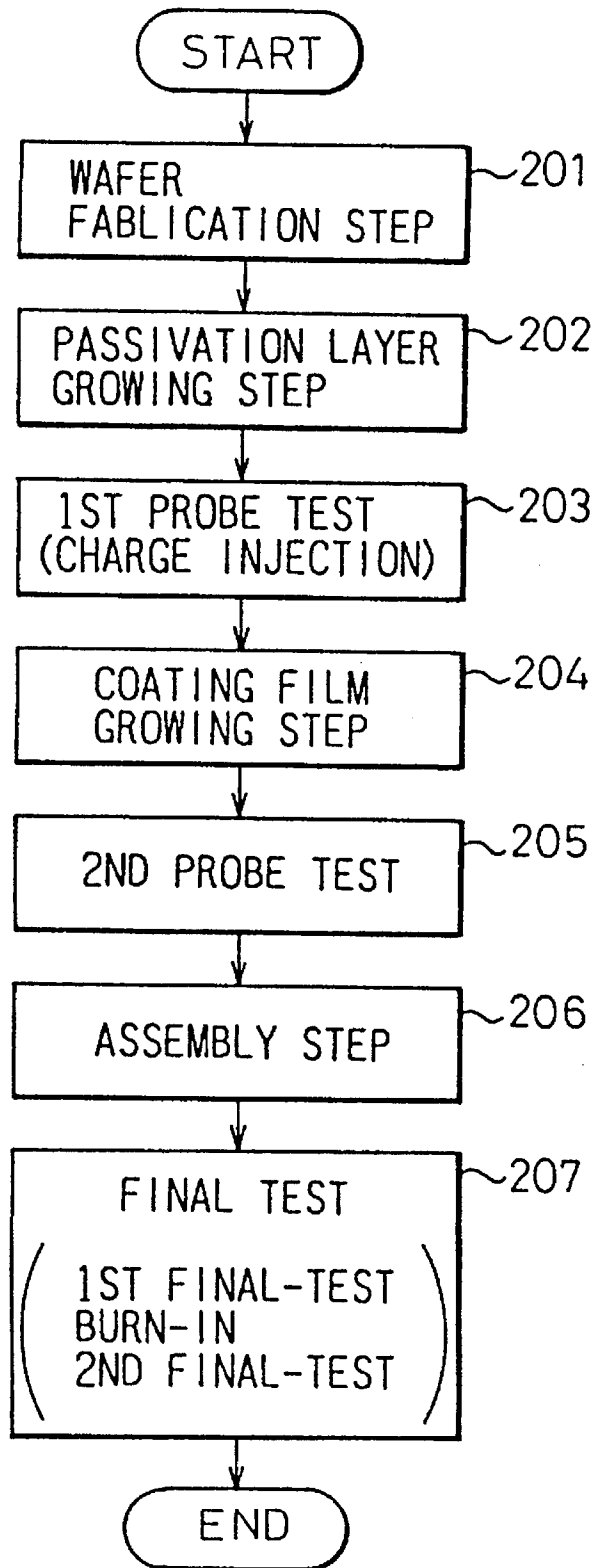 START
WAFER
FABLICATION STEP
201
PASSIVATION LAYER
GROWING STEP
202
1ST PROBE TEST
(CHARGE INJECTION)
203
COATING FILM
GROWING STEP
204
2ND PROBE TEST
205
ASSEMBLY STEP
206
FINAL TEST
207
(1ST FINAL-TEST
BURN-IN
2ND FINAL-TEST)
END